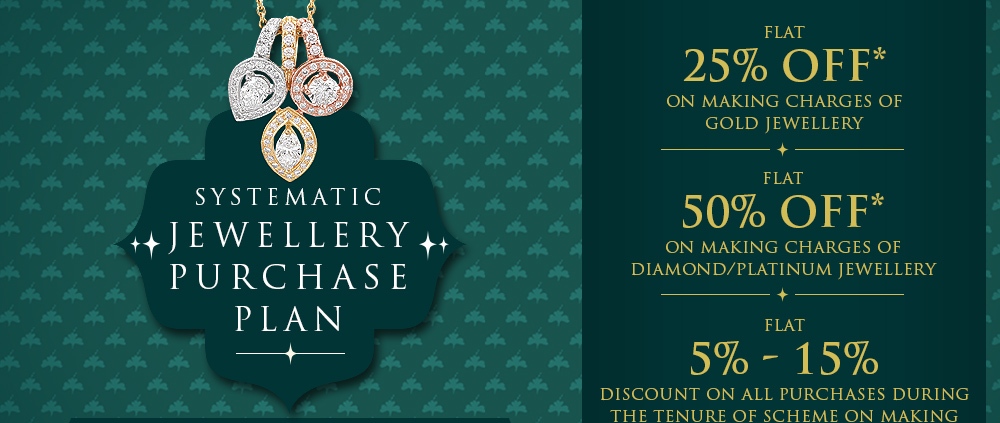 SYSTEMATIC
JEWELLERY
PURCHASE
PLAN
FLAT
25% OFF*
ON MAKING CHARGES OF
GOLD JEWELLERY
FLAT
50% OFF*
ON MAKING CHARGES OF
DIAMOND/PLATINUM JEWELLERY
FLAT
5% - 15%
DISCOUNT ON ALL PURCHASES DURING
THE TENURE OF SCHEME ON MAKING